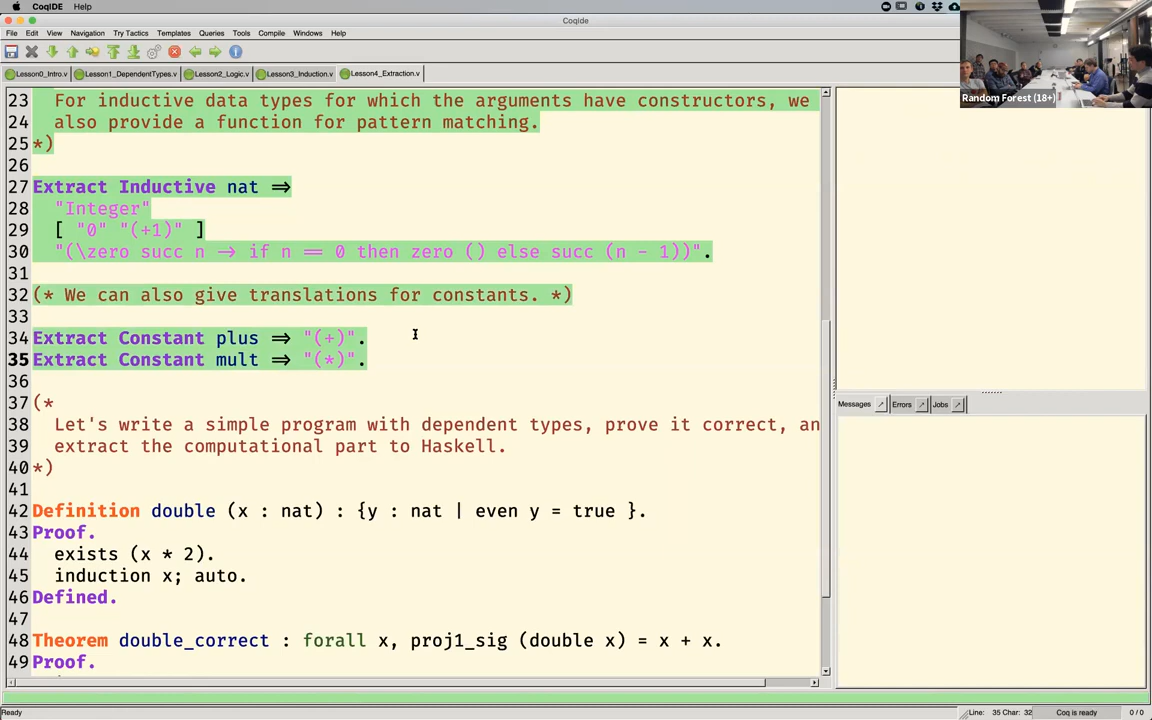 CoqIDE Help
CoqIde
File Edit View Navigation Try Tactics Templates Queries Tools Compile Windows Help
Lesson0_Intro.v Lesson1_DependentTypes.v Lesson2_Logic.v Lesson3_Induction.v Lesson4_Extraction.v
Random Forest (18+)
23 For inductive data types for which the arguments have constructors, we
24 also provide a function for pattern matching.
25 *)
26
27 Extract Inductive nat ⇒
28 "Integer"
29 [ "0" "(+1)" ]
30 "(\zero succ n → if n == 0 then zero () else succ (n - 1))".
31
32 (* We can also give translations for constants. *)
33
34 Extract Constant plus ⇒ "(+)".
35 Extract Constant mult ⇒ "(*)".
36
37 (*
38 Let's write a simple program with dependent types, prove it correct, an
39 extract the computational part to Haskell.
40 *)
41
42 Definition double (x : nat) : {y : nat | even y = true }.
43 Proof.
44 exists (x * 2).
45 induction x; auto.
46 Defined.
47
48 Theorem double_correct : forall x, proj1_sig (double x) = x + x.
49 Proof.
Messages Errors Jobs
Ready
Line: 35 Char: 32 Coq is ready 0 / 0